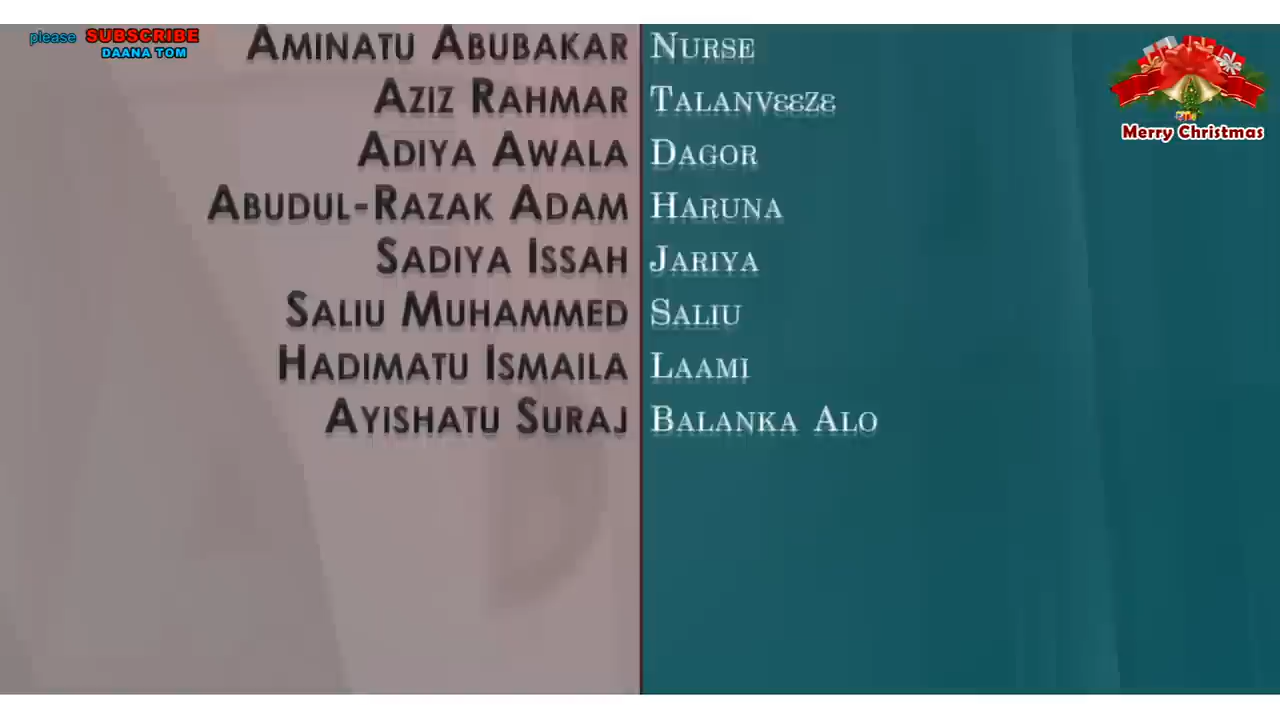 please SUBSCRIBE
DAANA TOM
AMINATU ABUBAKAR NURSE
AZIZ RAHMAR TALANVƐƐZƐ
ADIYA AWALA DAGOR
ABUDUL-RAZAK ADAM HARUNA
SADIYA ISSAH JARIYA
SALIU MUHAMMED SALIU
HADIMATU ISMAILA LAAMI
AYISHATU SURAJ BALANKA ALO
Merry Christmas